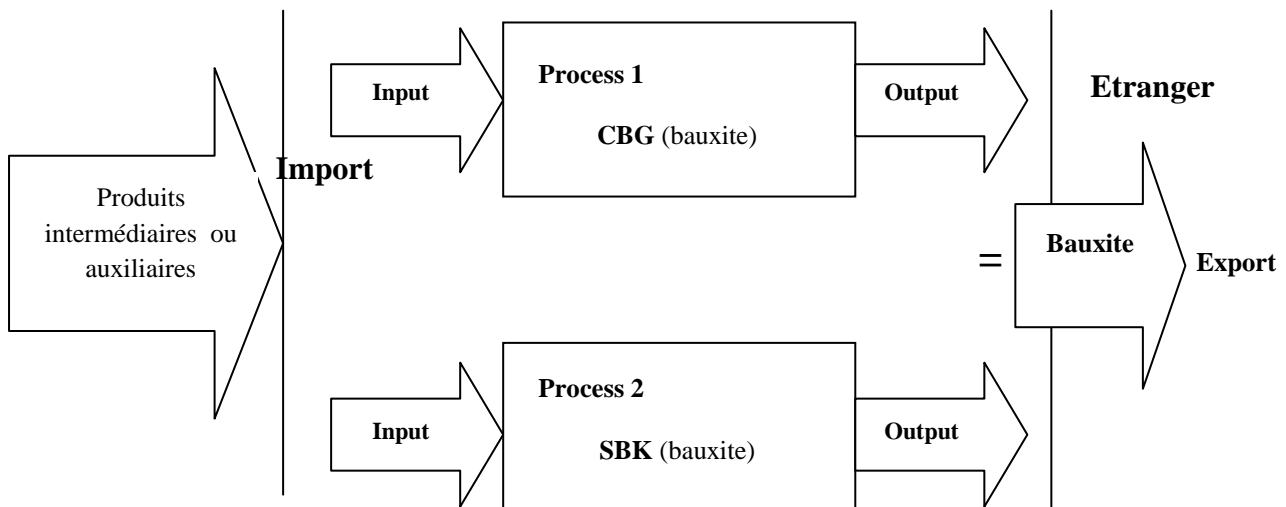 Process 1
Input
Output
Etranger
CBG (bauxite)
Import
Produits
intermédiaires ou
auxiliaires
=
Bauxite
Export
Process 2
Input
Output
SBK (bauxite)